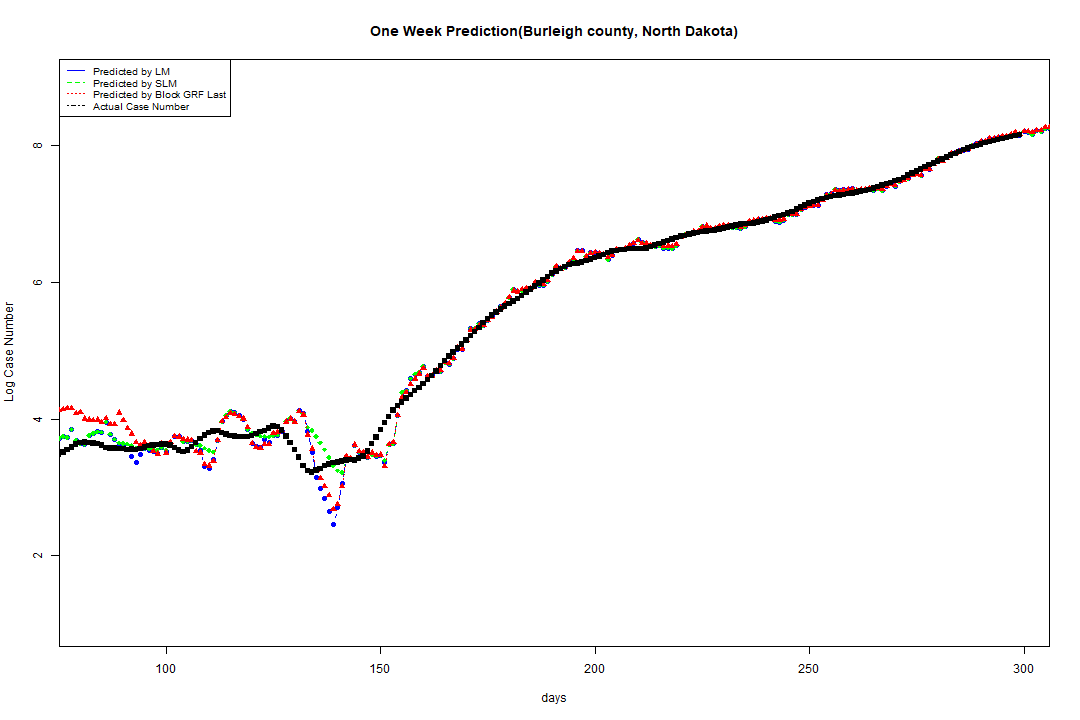 One Week Prediction(Burleigh county, North Dakota)
Predicted by LM
Predicted by SLM
Predicted by Block GRF Last
Actual Case Number
Log Case Number
8
6
4
2
100 150 200 250 300
days